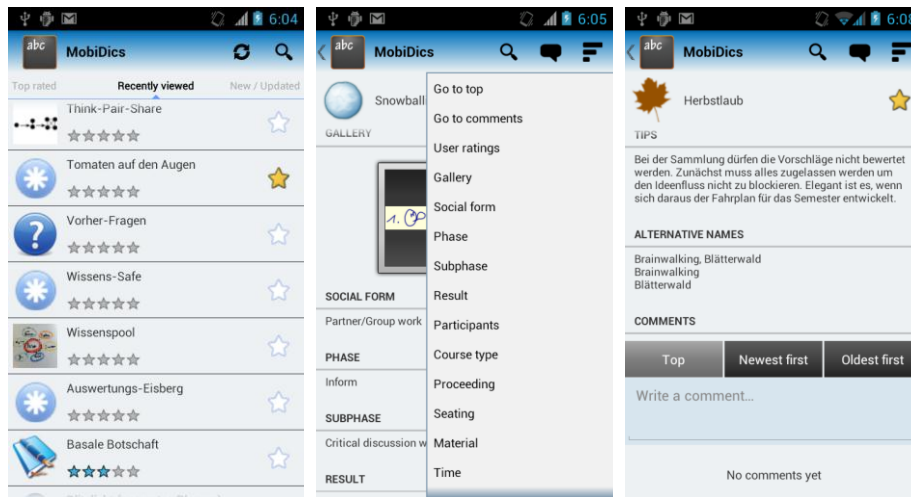 6:04
abc MobiDics
Top rated Recently viewed New / Updated
Think-Pair-Share
Tomaten auf den Augen
Vorher-Fragen
Wissens-Safe
Wissenspool
Auswertungs-Eisberg
Basale Botschaft
6:05
abc MobiDics
Snowball
GALLERY
1.
SOCIAL FORM
Partner/Group work
PHASE
Inform
SUBPHASE
Critical discussion w
RESULT
Go to top
Go to comments
User ratings
Gallery
Social form
Phase
Subphase
Result
Participants
Course type
Proceeding
Seating
Material
Time
6:08
abc MobiDics
Herbstlaub
TIPS
Bei der Sammlung dürfen die Vorschläge nicht bewertet
werden. Zunächst muss alles zugelassen werden um
den Ideenfluss nicht zu blockieren. Elegant ist es, wenn
sich daraus der Fahrplan für das Semester entwickelt.
ALTERNATIVE NAMES
Brainwalking, Blätterwald
Brainwalking
Blätterwald
COMMENTS
Top Newest first Oldest first
Write a comment...
No comments yet